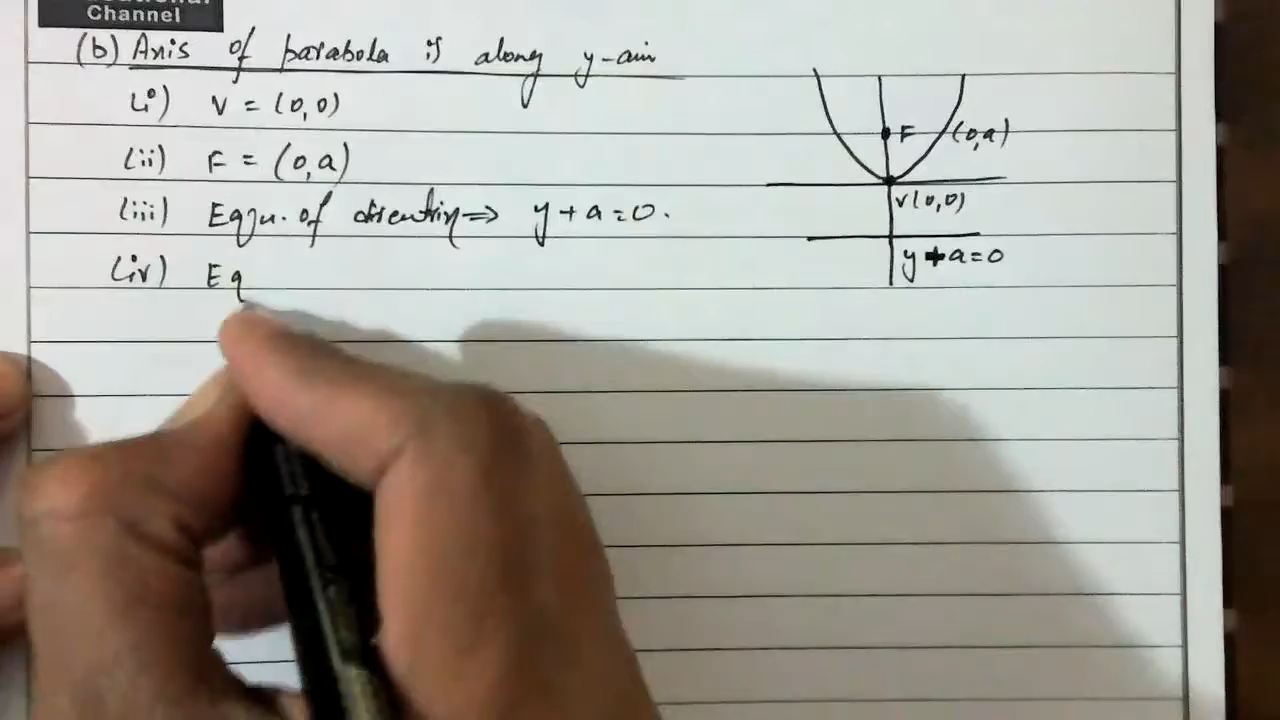 Channel
(b) Axis of parabola is along y-axis
(i) V = (0,0)
(ii) F = (0,a)
(iii) Equ. of directrix ⇒ y + a = 0.
(iv) Eq
F (0,a)
V(0,0)
y + a = 0